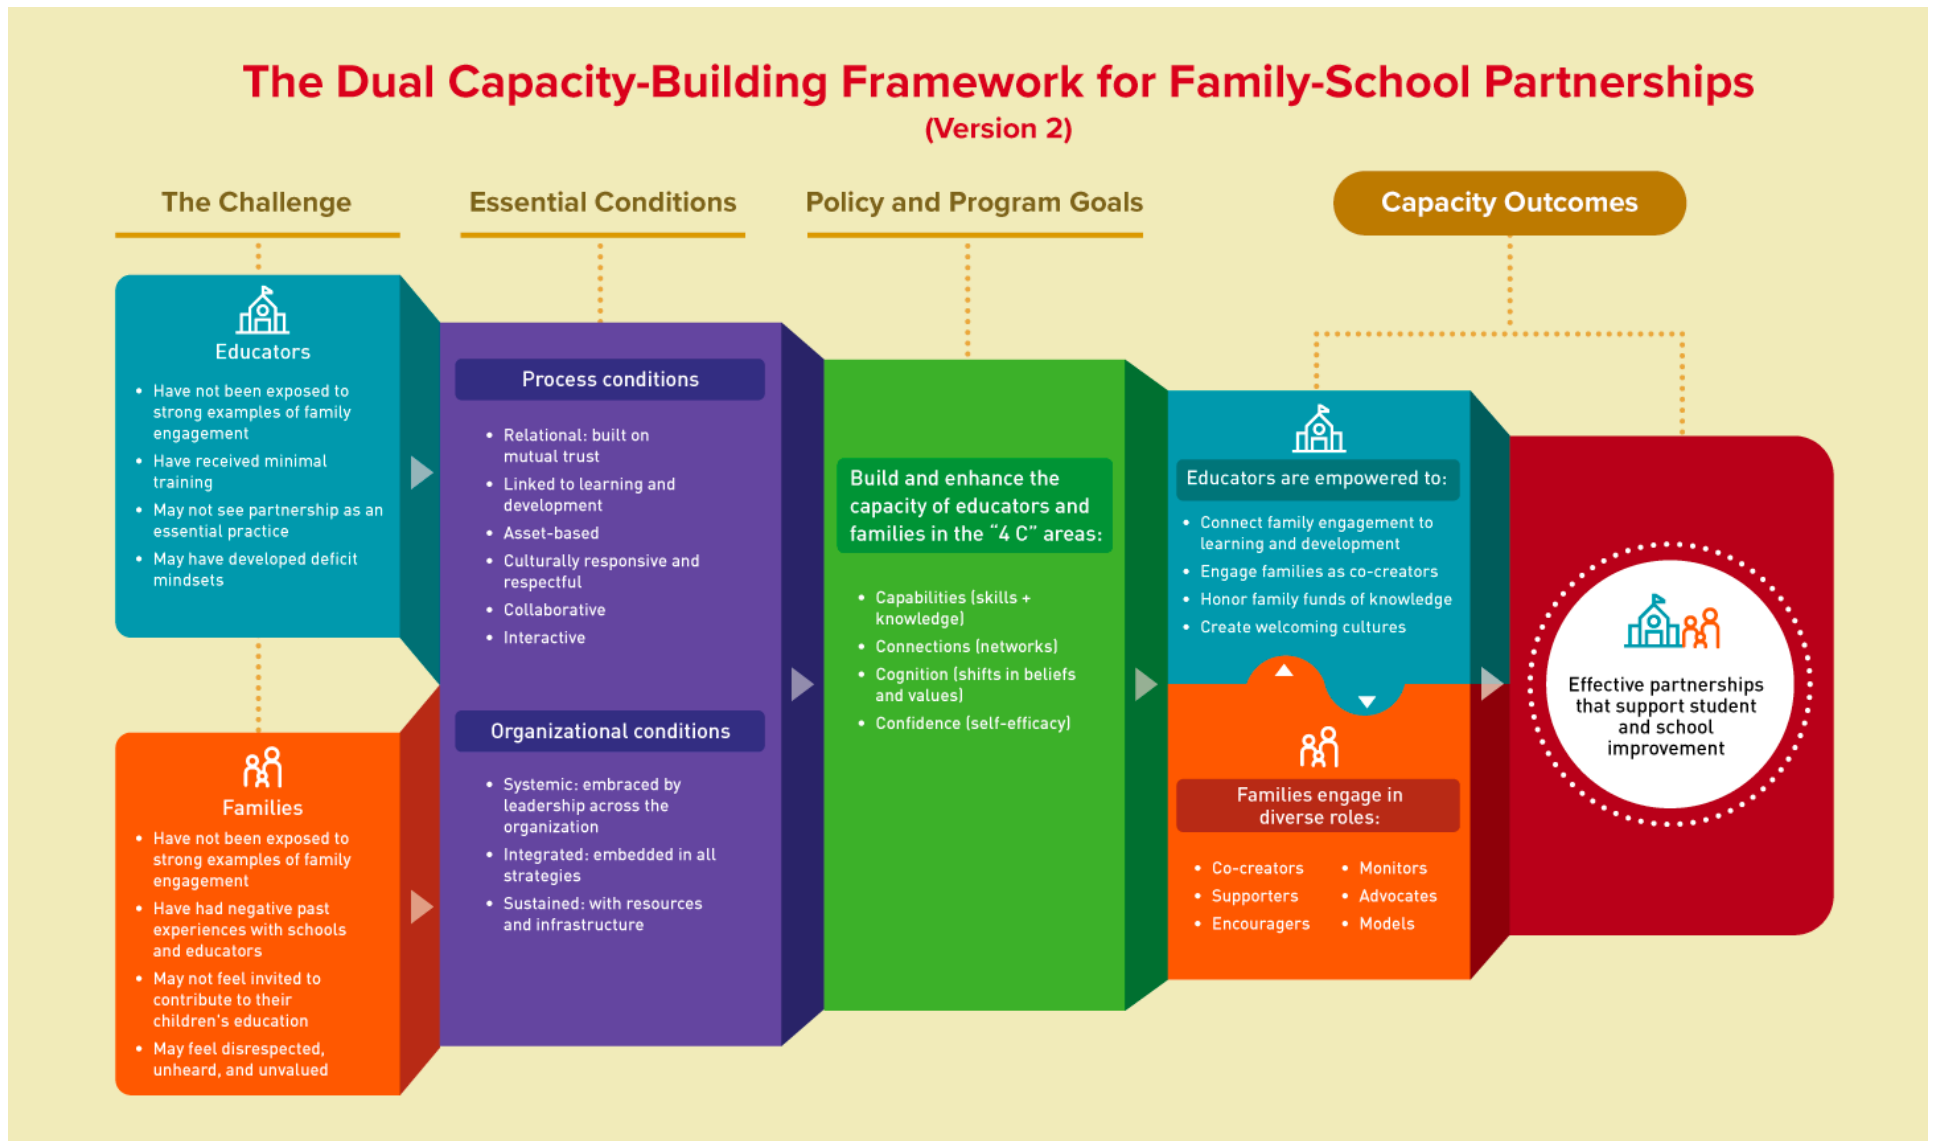 The Dual Capacity-Building Framework for Family-School Partnerships
(Version 2)
The Challenge
Educators
• Have not been exposed to
strong examples of family
engagement
• Have received minimal
training
• May not see partnership as an
essential practice
• May have developed deficit
mindsets
Families
• Have not been exposed to
strong examples of family
engagement
• Have had negative past
experiences with schools
and educators
• May not feel invited to
contribute to their
children's education
• May feel disrespected,
unheard, and unvalued
Essential Conditions
Process conditions
• Relational: built on
mutual trust
• Linked to learning and
development
• Asset-based
• Culturally responsive and
respectful
• Collaborative
• Interactive
Organizational conditions
• Systemic: embraced by
leadership across the
organization
• Integrated: embedded in all
strategies
• Sustained: with resources
and infrastructure
Policy and Program Goals
Build and enhance the
capacity of educators and
families in the “4 C” areas:
• Capabilities (skills +
knowledge)
• Connections (networks)
• Cognition (shifts in beliefs
and values)
• Confidence (self-efficacy)
Capacity Outcomes
Educators are empowered to:
• Connect family engagement to
learning and development
• Engage families as co-creators
• Honor family funds of knowledge
• Create welcoming cultures
Families engage in
diverse roles:
• Co-creators
• Supporters
• Encouragers
• Monitors
• Advocates
• Models
Effective partnerships
that support student
and school
improvement